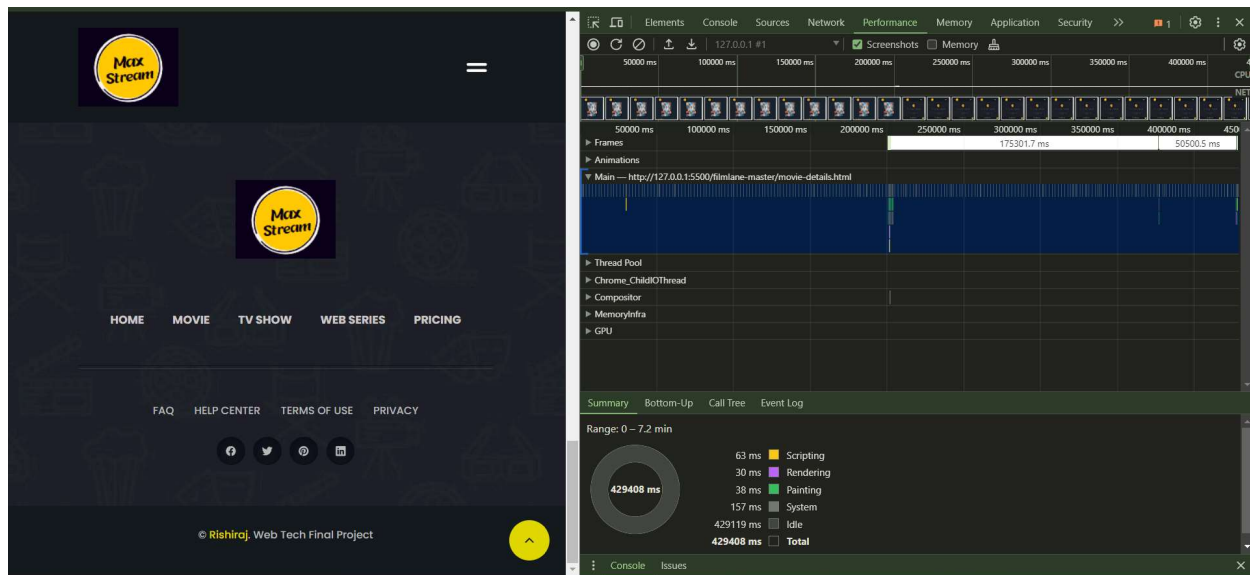 Max
Stream
Max
Stream
HOME MOVIE TV SHOW WEB SERIES PRICING
FAQ HELP CENTER TERMS OF USE PRIVACY
© Rishiraj. Web Tech Final Project
Elements Console Sources Network Performance Memory Application Security >> 1
127.0.0.1 #1 Screenshots Memory
50000 ms 100000 ms 150000 ms 200000 ms 250000 ms 300000 ms 350000 ms 400000 ms 4
CPU
NET
50000 ms 100000 ms 150000 ms 200000 ms 250000 ms 300000 ms 350000 ms 400000 ms 450
Frames 175301.7 ms 50500.5 ms
Animations
Main — http://127.0.0.1:5500/filmlane-master/movie-details.html
Thread Pool
Chrome_ChildIOThread
Compositor
MemoryInfra
GPU
Summary Bottom-Up Call Tree Event Log
Range: 0 – 7.2 min
63 ms Scripting
30 ms Rendering
429408 ms 38 ms Painting
157 ms System
429119 ms Idle
429408 ms Total
Console Issues